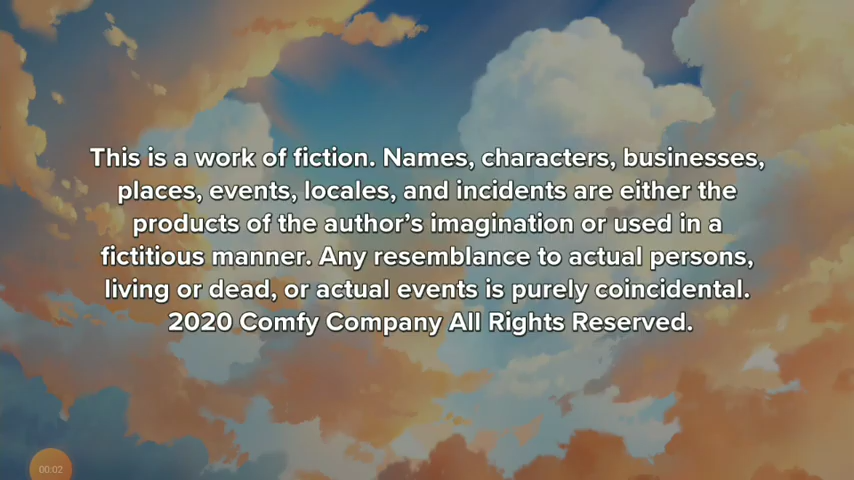 This is a work of fiction. Names, characters, businesses,
places, events, locales, and incidents are either the
products of the author’s imagination or used in a
fictitious manner. Any resemblance to actual persons,
living or dead, or actual events is purely coincidental.
2020 Comfy Company All Rights Reserved.
00:02